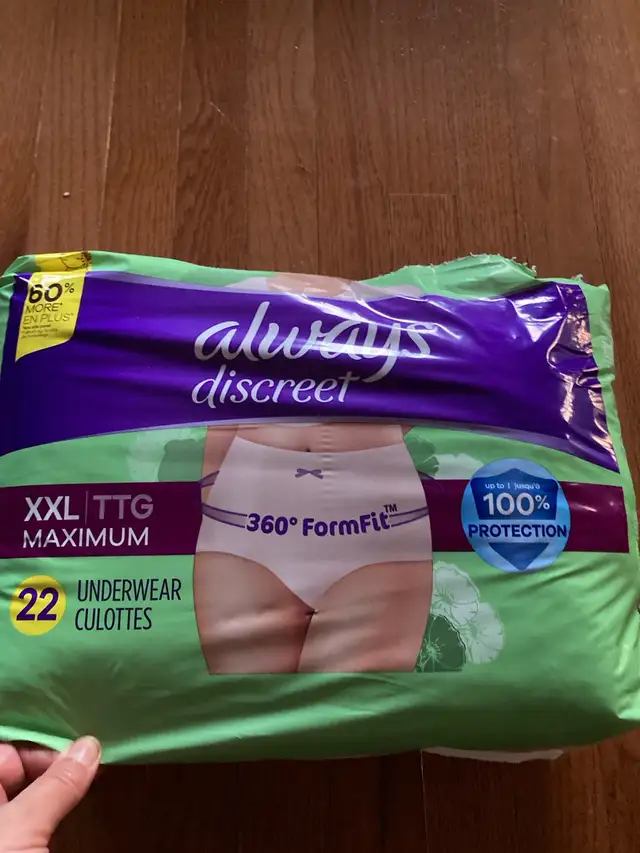 60%
MORE*
EN PLUS*
always
discreet
XXL | TTG
MAXIMUM
360° FormFit™
up to | jusqu'à
100%
PROTECTION
22
UNDERWEAR
CULOTTES